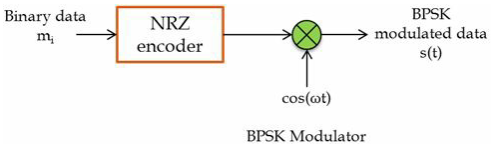 Binary data
mᵢ
NRZ
encoder
BPSK
modulated data
s(t)
cos(ωt)
BPSK Modulator